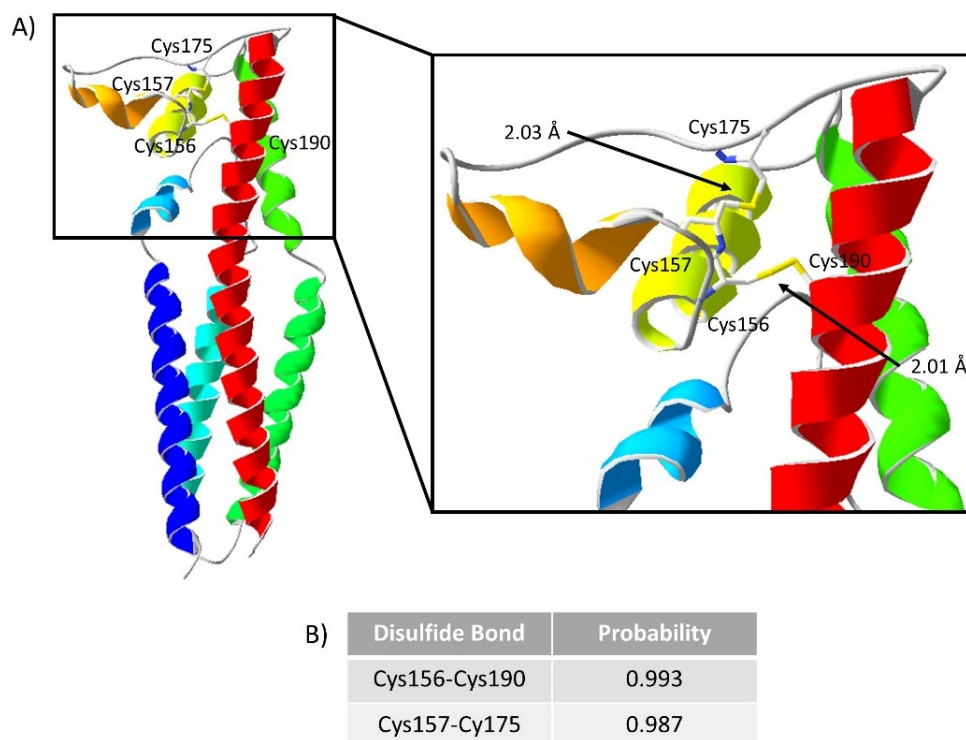 A)
Cys175
Cys157
Cys156
Cys190
2.03 Å
Cys175
Cys157
Cys190
Cys156
2.01 Å
B)
Disulfide Bond Probability
Cys156-Cys190 0.993
Cys157-Cy175 0.987